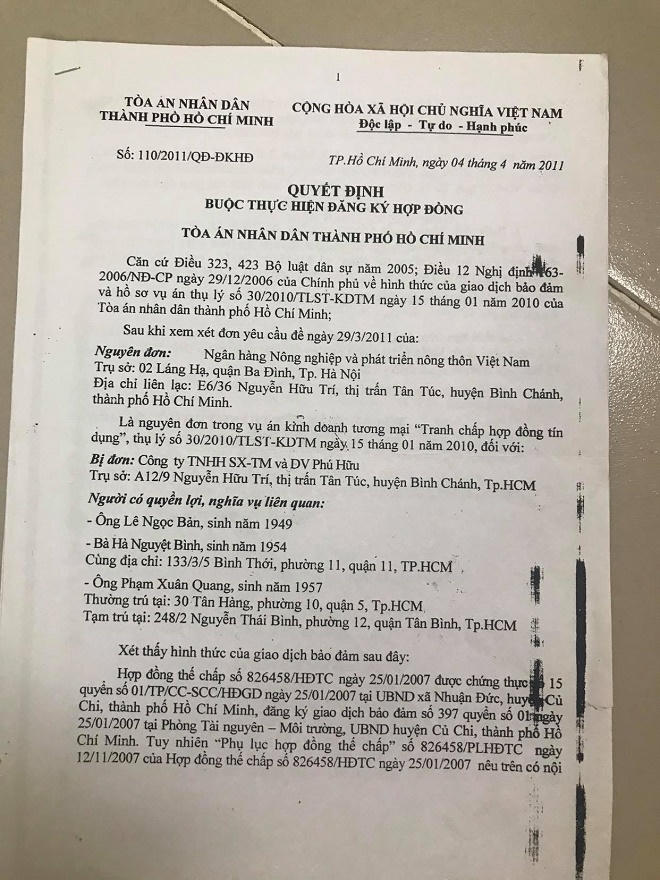 1
TÒA ÁN NHÂN DÂN
THÀNH PHỐ HỒ CHÍ MINH
CỘNG HÒA XÃ HỘI CHỦ NGHĨA VIỆT NAM
Độc lập - Tự do - Hạnh phúc
Số: 110/2011/QĐ-ĐKHĐ
TP.Hồ Chí Minh, ngày 04 tháng 4 năm 2011
QUYẾT ĐỊNH
BUỘC THỰC HIỆN ĐĂNG KÝ HỢP ĐỒNG
TÒA ÁN NHÂN DÂN THÀNH PHỐ HỒ CHÍ MINH
Căn cứ Điều 323, 423 Bộ luật dân sự năm 2005; Điều 12 Nghị định 163-
2006/NĐ-CP ngày 29/12/2006 của Chính phủ về hình thức của giao dịch bảo đảm
và hồ sơ vụ án thụ lý số 30/2010/TLST-KDTM ngày 15 tháng 01 năm 2010 của
Tòa án nhân dân thành phố Hồ Chí Minh;
Sau khi xem xét đơn yêu cầu đề ngày 29/3/2011 của:
Nguyên đơn: Ngân hàng Nông nghiệp và phát triển nông thôn Việt Nam
Trụ sở: 02 Láng Hạ, quận Ba Đình, Tp. Hà Nội
Địa chỉ liên lạc: E6/36 Nguyễn Hữu Trí, thị trấn Tân Túc, huyện Bình Chánh,
thành phố Hồ Chí Minh.
Là nguyên đơn trong vụ án kinh doanh tương mại “Tranh chấp hợp đồng tín
dụng”, thụ lý số 30/2010/TLST-KDTM ngày 15 tháng 01 năm 2010, đối với:
Bị đơn: Công ty TNHH SX-TM và DV Phú Hữu
Trụ sở: A12/9 Nguyễn Hữu Trí, thị trấn Tân Túc, huyện Bình Chánh, Tp.HCM
Người có quyền lợi, nghĩa vụ liên quan:
- Ông Lê Ngọc Bản, sinh năm 1949
- Bà Hà Nguyệt Bình, sinh năm 1954
Cùng địa chỉ: 133/3/5 Bình Thới, phường 11, quận 11, TP.HCM
- Ông Phạm Xuân Quang, sinh năm 1957
Thường trú tại: 30 Tân Hàng, phường 10, quận 5, Tp.HCM
Tạm trú tại: 248/2 Nguyễn Thái Bình, phường 12, quận Tân Bình, Tp.HCM
Xét thấy hình thức của giao dịch bảo đảm sau đây:
Hợp đồng thế chấp số 826458/HĐTC ngày 25/01/2007 được chứng thực số 15
quyển số 01/TP/CC-SCC/HĐGD ngày 25/01/2007 tại UBND xã Nhuận Đức, huyện Củ
Chi, thành phố Hồ Chí Minh, đăng ký giao dịch bảo đảm số 397 quyển số 01 ngày
25/01/2007 tại Phòng Tài nguyên – Môi trường, UBND huyện Củ Chi, thành phố Hồ
Chí Minh. Tuy nhiên “Phụ lục hợp đồng thế chấp” số 826458/PLHĐTC ngày
12/11/2007 của Hợp đồng thế chấp số 826458/HĐTC ngày 25/01/2007 nêu trên có nội